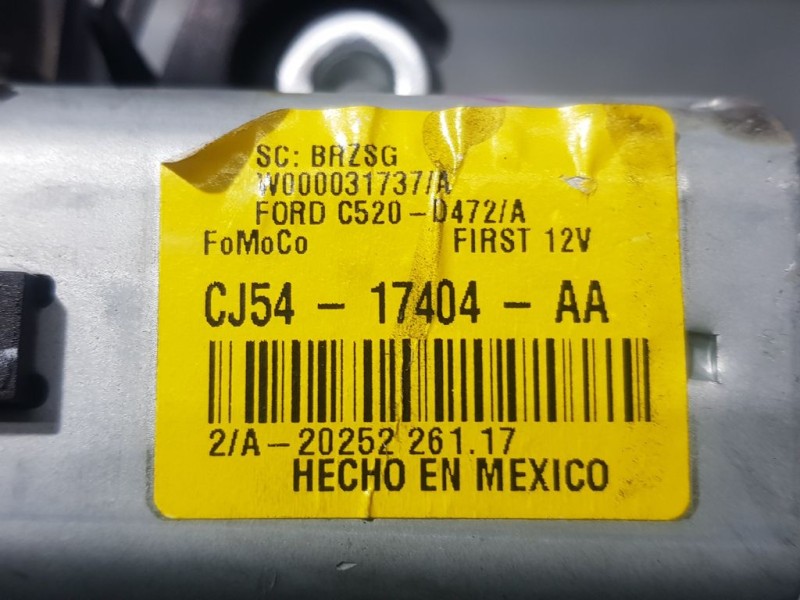 SC: BRZSG
W000031737/A
FORD C520-D472/A
FoMoCo FIRST 12V
CJ54 - 17404 - AA
2/A-20252 261.17
HECHO EN MEXICO